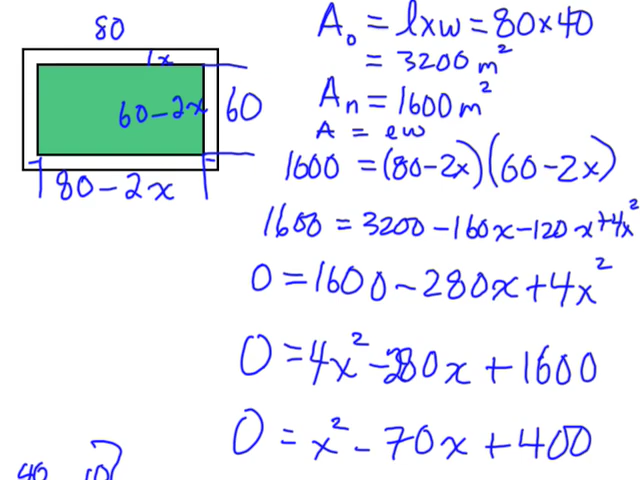 80
1x
60-2x
60
80-2x
A₀ = l x w = 80 x 40
= 3200 m²
Aₙ = 1600 m²
A = lw
1600 = (80-2x)(60-2x)
1600 = 3200 - 160x - 120x + 4x²
0 = 1600 - 280x + 4x²
0 = 4x² - 280x + 1600
0 = x² - 70x + 400